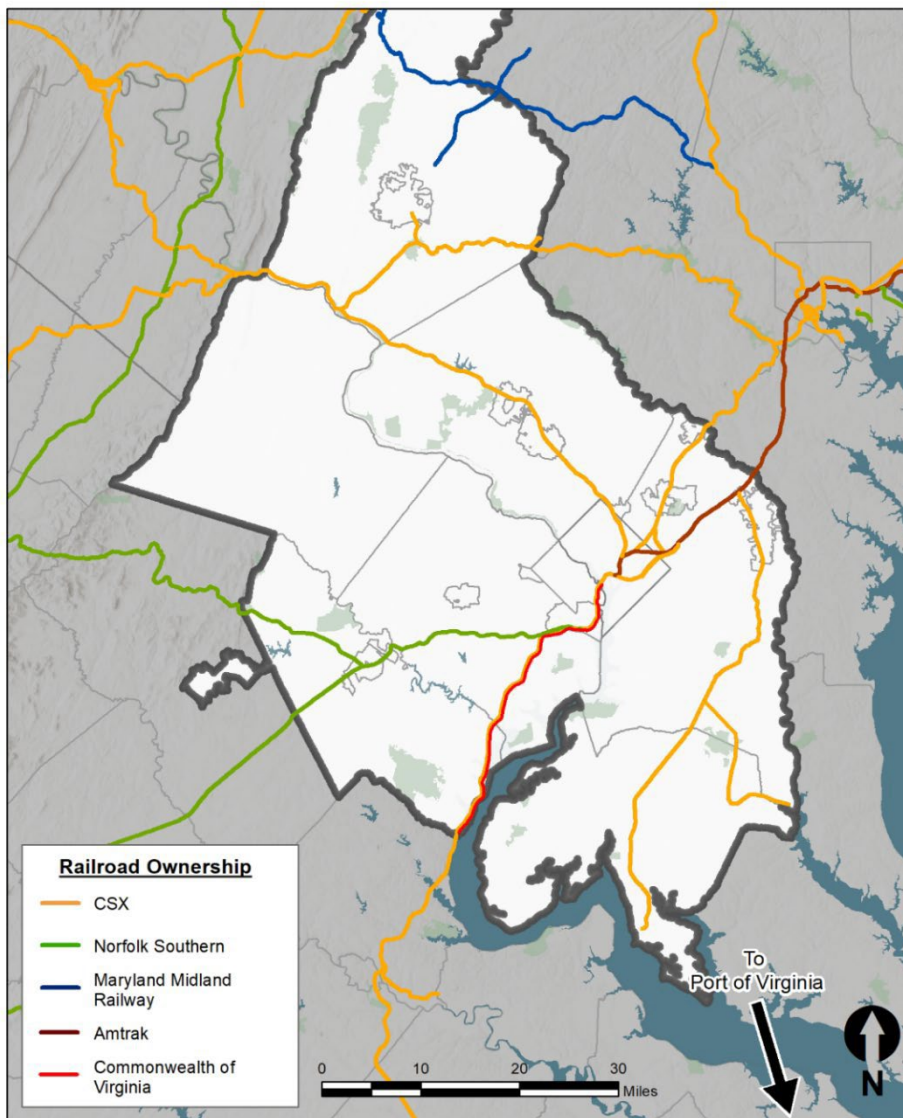 To
Port of Virginia
N
Railroad Ownership
CSX
Norfolk Southern
Maryland Midland
Railway
Amtrak
Commonwealth of
Virginia
0 10 20 30
Miles